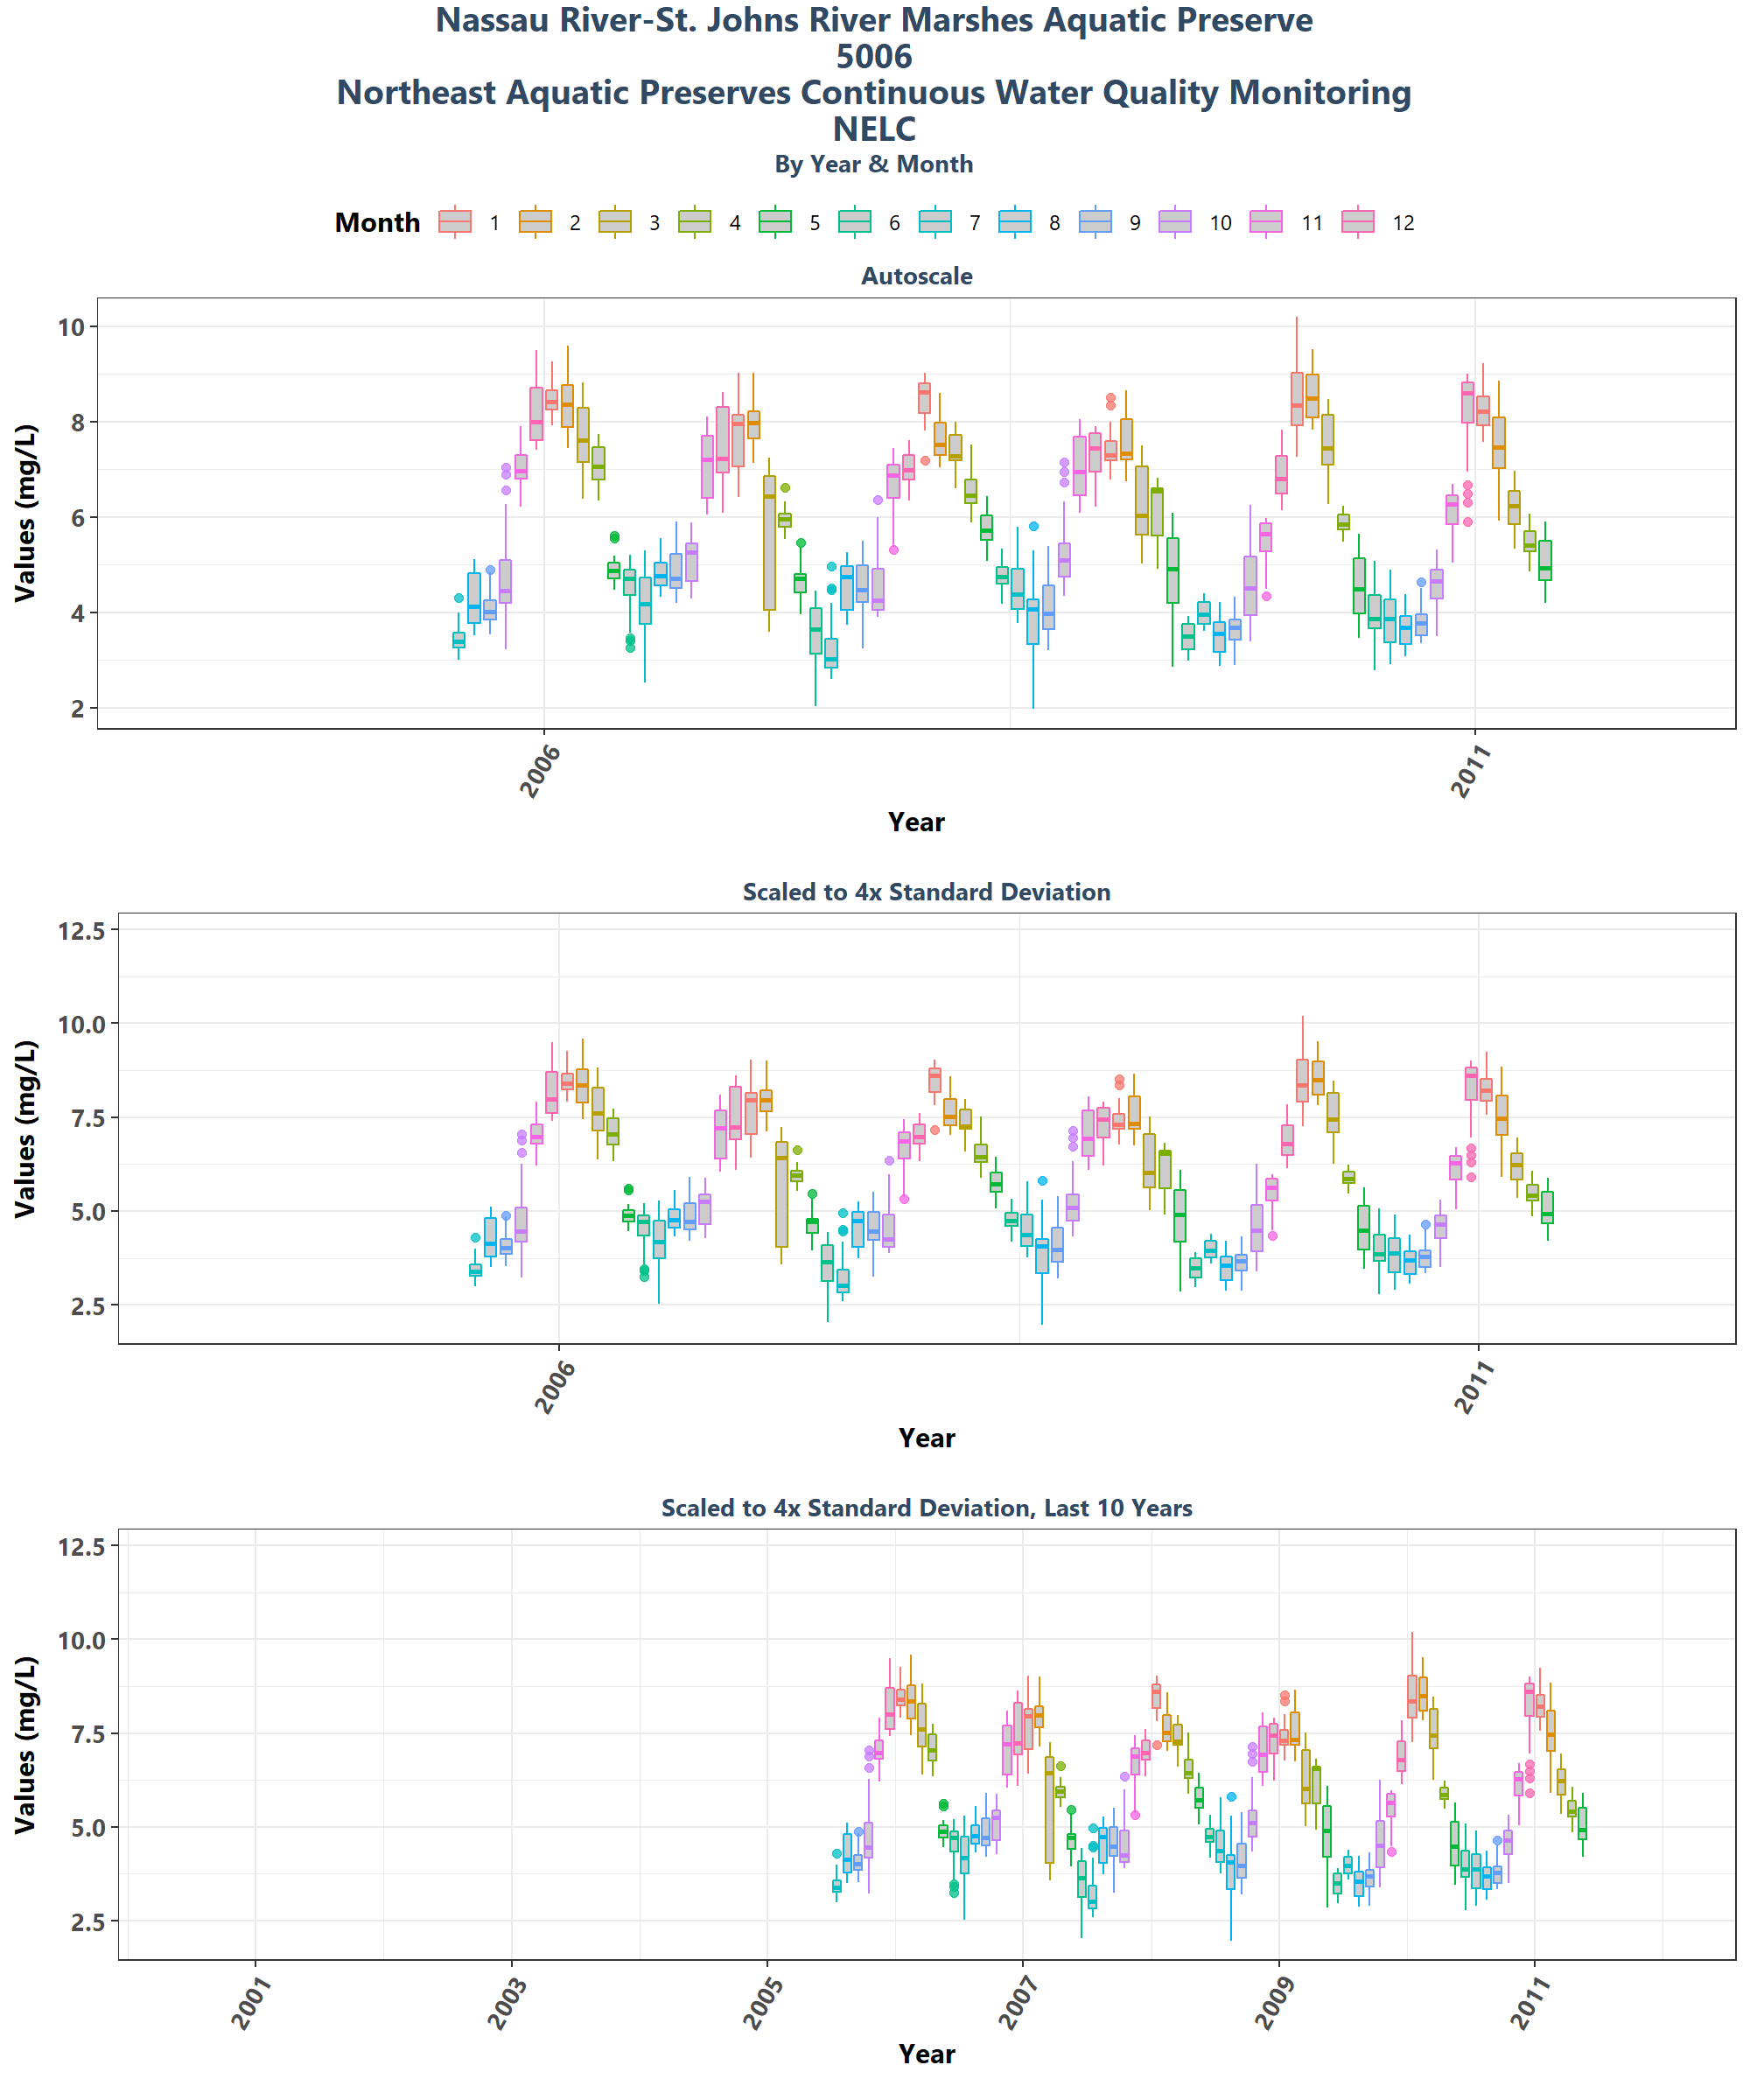 Nassau River-St. Johns River Marshes Aquatic Preserve
5006
Northeast Aquatic Preserves Continuous Water Quality Monitoring
NELC
By Year & Month
Month 1 2 3 4 5 6 7 8 9 10 11 12
Autoscale
Values (mg/L)
10
8
6
4
2
2006 2011
Year
Scaled to 4x Standard Deviation
Values (mg/L)
12.5
10.0
7.5
5.0
2.5
2006 2011
Year
Scaled to 4x Standard Deviation, Last 10 Years
Values (mg/L)
12.5
10.0
7.5
5.0
2.5
2001 2003 2005 2007 2009 2011
Year